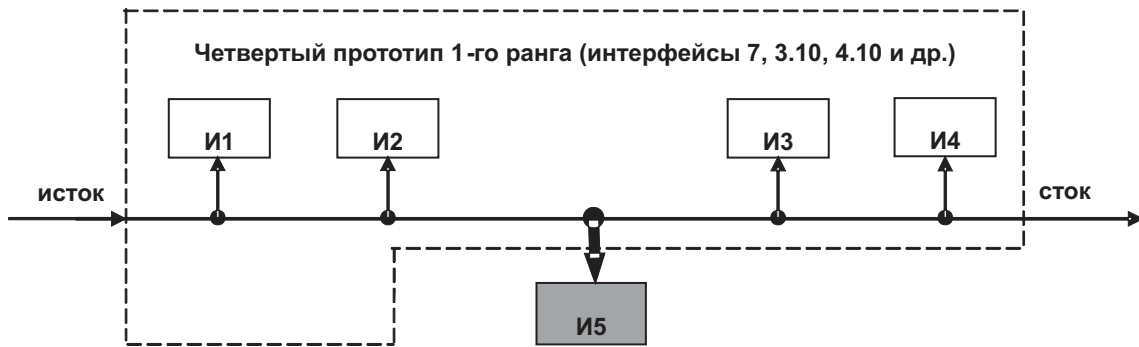 Четвертый прототип 1-го ранга (интерфейсы 7, 3.10, 4.10 и др.)
И1 И2 И3 И4
исток сток
И5